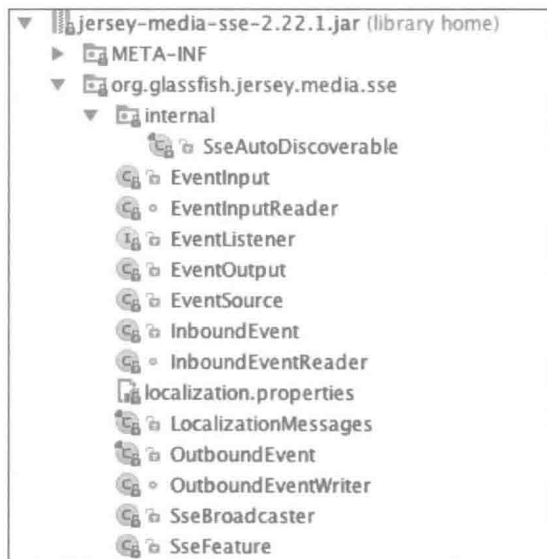 jersey-media-sse-2.22.1.jar (library home)
META-INF
org.glassfish.jersey.media.sse
internal
SseAutoDiscoverable
EventInput
EventInputReader
EventListener
EventOutput
EventSource
InboundEvent
InboundEventReader
localization.properties
LocalizationMessages
OutboundEvent
OutboundEventWriter
SseBroadcaster
SseFeature